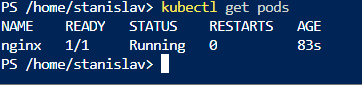 PS /home/stanislav> kubectl get pods
NAME READY STATUS RESTARTS AGE
nginx 1/1 Running 0 83s
PS /home/stanislav>